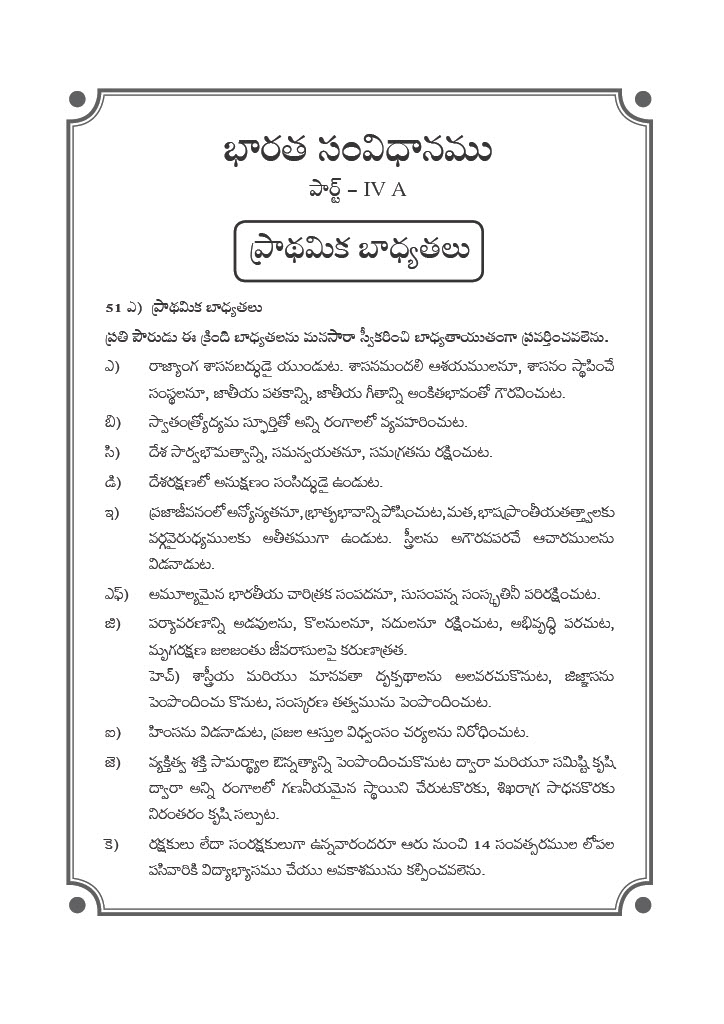 భారత సంవిధానము
పార్ట్ – IV A
ప్రాథమిక బాధ్యతలు
51 ఎ) ప్రాథమిక బాధ్యతలు
ప్రతి పౌరుడు ఈ క్రింది బాధ్యతలను మనసారా స్వీకరించి బాధ్యతాయుతంగా ప్రవర్తించవలెను.
ఎ) రాజ్యాంగ శాసనబద్ధుడై యుండుట. శాసనమందలి ఆశయములనూ, శాసనం స్థాపించే
సంస్థలనూ, జాతీయ పతకాన్ని, జాతీయ గీతాన్ని అంకితభావంతో గౌరవించుట.
బి) స్వాతంత్ర్యోద్యమ స్ఫూర్తితో అన్ని రంగాలలో వ్యవహరించుట.
సి) దేశ సార్వభౌమత్వాన్ని, సమన్వయతనూ, సమగ్రతను రక్షించుట.
డి) దేశరక్షణలో అనుక్షణం సంసిద్ధుడై ఉండుట.
ఇ) ప్రజాజీవనంలో అన్యోన్యతనూ, భ్రాతృభావాన్ని పోషించుట, మత, భాష ప్రాంతీయతత్త్వాలకు
వర్గవైరుధ్యములకు అతీతముగా ఉండుట. స్త్రీలను అగౌరవపరచే ఆచారములను
విడనాడుట.
ఎఫ్) అమూల్యమైన భారతీయ చారిత్రక సంపదనూ, సుసంపన్న సంస్కృతినీ పరిరక్షించుట.
జి) పర్యావరణాన్ని అడవులను, కొలనులనూ, నదులనూ రక్షించుట, అభివృద్ధి పరచుట,
మృగరక్షణ జలజంతు జీవరాసులపై కరుణార్ద్రత.
హెచ్) శాస్త్రీయ మరియు మానవతా దృక్పథాలను అలవరచుకొనుట, జిజ్ఞాసను
పెంపొందించు కొనుట, సంస్కరణ తత్వమును పెంపొందించుట.
ఐ) హింసను విడనాడుట, ప్రజల ఆస్తుల విధ్వంసం చర్యలను నిరోధించుట.
జె) వ్యక్తిత్వ శక్తి సామర్థ్యాల ఔన్నత్యాన్ని పెంపొందించుకొనుట ద్వారా మరియూ సమిష్టి కృషి
ద్వారా అన్ని రంగాలలో గణనీయమైన స్థాయిని చేరుటకొరకు, శిఖరాగ్ర సాధనకొరకు
నిరంతరం కృషి సల్పుట.
కె) రక్షకులు లేదా సంరక్షకులుగా ఉన్నవారందరూ ఆరు నుంచి 14 సంవత్సరముల లోపల
పసివారికి విద్యాభ్యాసము చేయు అవకాశమును కల్పించవలెను.